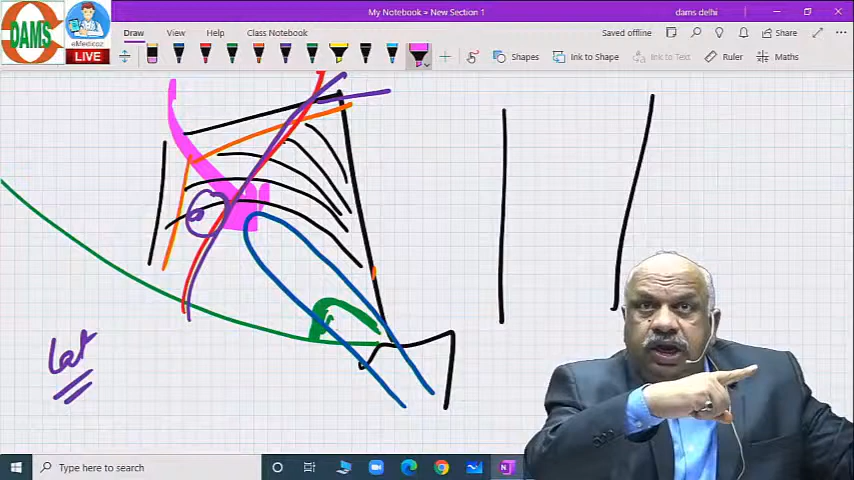 DAMS
eMedicoz
LIVE
My Notebook > New Section 1
dams delhi
Draw
View
Help
Class Notebook
Saved offline
Share
Shapes
Ink to Shape
Ink to Text
Ruler
Maths
Lat
Type here to search